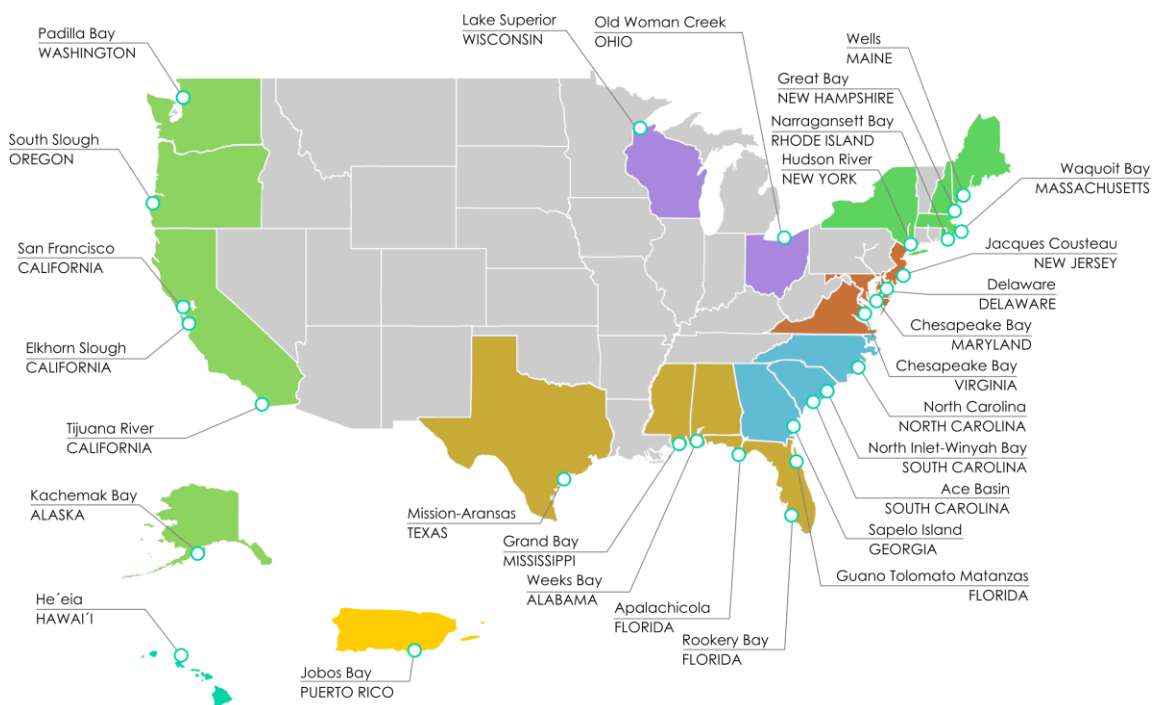 Padilla Bay
WASHINGTON
South Slough
OREGON
San Francisco
CALIFORNIA
Elkhorn Slough
CALIFORNIA
Tijuana River
CALIFORNIA
Kachemak Bay
ALASKA
He´eia
HAWAI´I
Jobos Bay
PUERTO RICO
Lake Superior
WISCONSIN
Old Woman Creek
OHIO
Wells
MAINE
Great Bay
NEW HAMPSHIRE
Narragansett Bay
RHODE ISLAND
Hudson River
NEW YORK
Waquoit Bay
MASSACHUSETTS
Jacques Cousteau
NEW JERSEY
Delaware
DELAWARE
Chesapeake Bay
MARYLAND
Chesapeake Bay
VIRGINIA
North Carolina
NORTH CAROLINA
North Inlet-Winyah Bay
SOUTH CAROLINA
Ace Basin
SOUTH CAROLINA
Sapelo Island
GEORGIA
Guano Tolomato Matanzas
FLORIDA
Mission-Aransas
TEXAS
Grand Bay
MISSISSIPPI
Weeks Bay
ALABAMA
Apalachicola
FLORIDA
Rookery Bay
FLORIDA